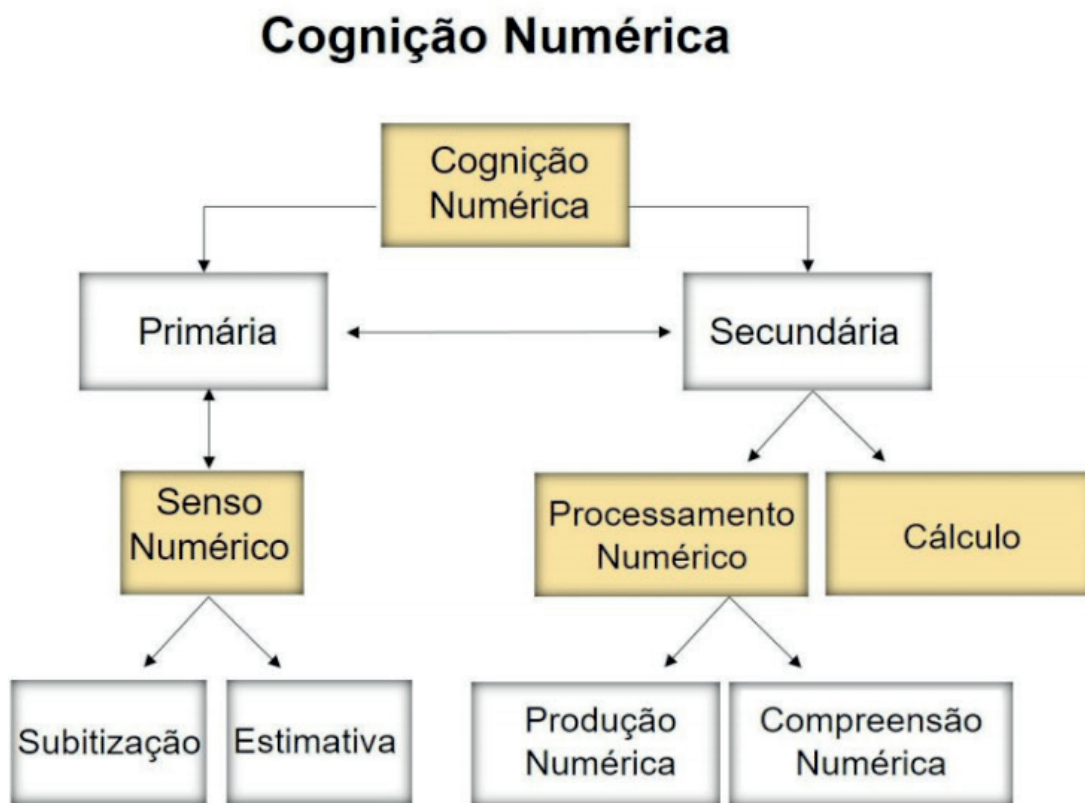 Cognição Numérica
Cognição
Numérica
Primária
Secundária
Senso
Numérico
Processamento
Numérico
Cálculo
Subitização
Estimativa
Produção
Numérica
Compreensão
Numérica